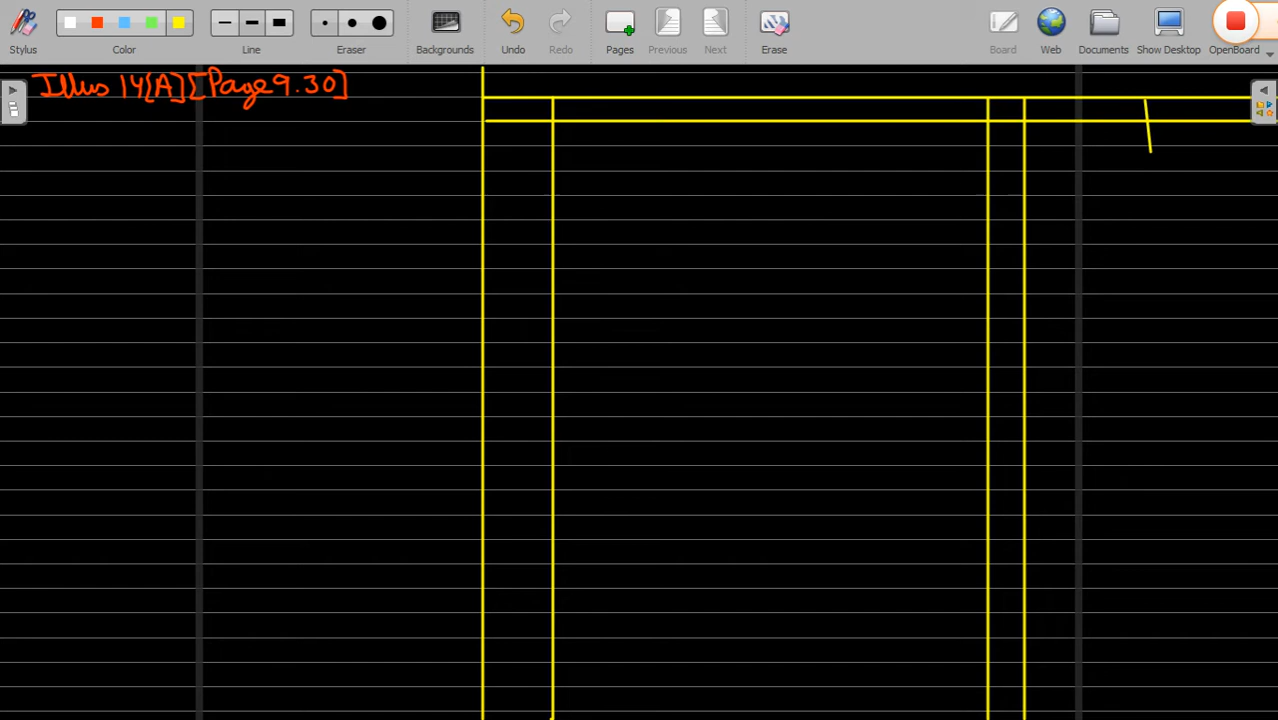 Stylus
Color
Line
Eraser
Backgrounds
Undo
Redo
Pages
Previous
Next
Erase
Board
Web
Documents
Show Desktop
OpenBoard
Illus 14[A][Page 9.30]